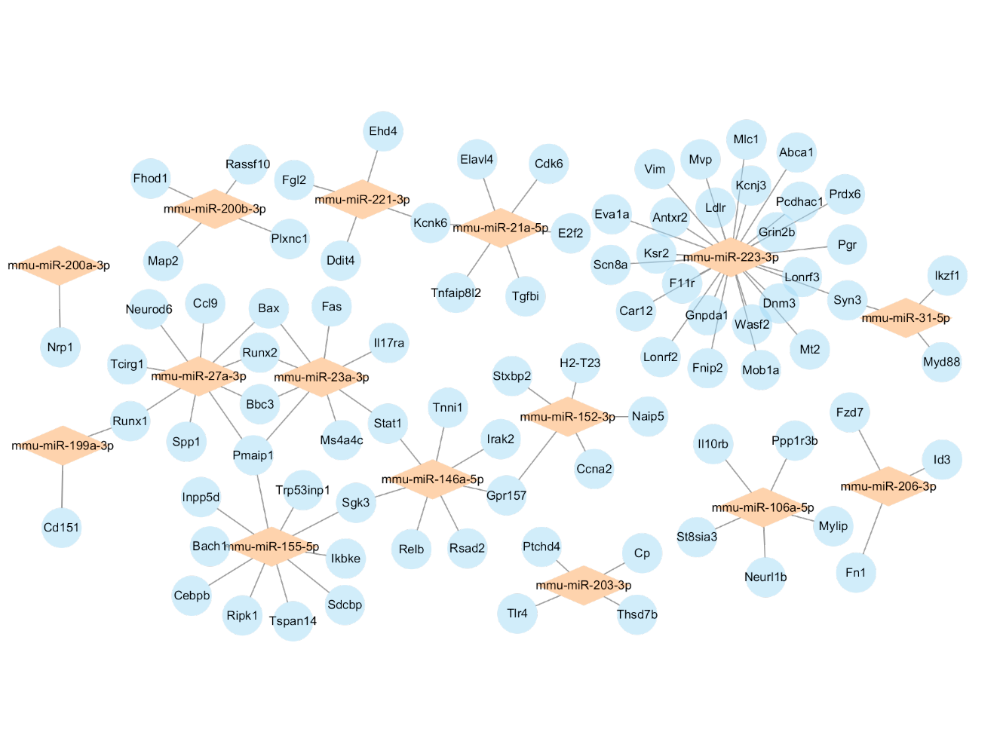 Ehd4
Mlc1
Abca1
Rassf10
Elavl4
Cdk6
Mvp
Vim
Fhod1
Fgl2
Kcnj3
Prdx6
Pcdhac1
mmu-miR-221-3p
mmu-miR-200b-3p
Ldlr
Eva1a
Antxr2
Kcnk6
mmu-miR-21a-5p
E2f2
Grin2b
Plxnc1
Pgr
Ksr2
mmu-miR-223-3p
Map2
Ddit4
mmu-miR-200a-3p
Scn8a
Lonrf3
Ikzf1
F11r
Tnfaip8l2
Tgfbi
Syn3
Ccl9
Dnm3
Neurod6
Bax
Fas
Car12
Gnpda1
mmu-miR-31-5p
Wasf2
Il17ra
Nrp1
Runx2
Mt2
Lonrf2
Myd88
Tcirg1
H2-T23
Fnip2
Mob1a
mmu-miR-27a-3p
mmu-miR-23a-3p
Stxbp2
Bbc3
Tnni1
Fzd7
Runx1
Stat1
mmu-miR-152-3p
Naip5
Spp1
Ms4a4c
Irak2
Il10rb
Ppp1r3b
mmu-miR-199a-3p
Pmaip1
Id3
Ccna2
mmu-miR-146a-5p
mmu-miR-206-3p
Inpp5d
Trp53inp1
Sgk3
Gpr157
mmu-miR-106a-5p
Cd151
Mylip
St8sia3
Bach1
mmu-miR-155-5p
Relb
Rsad2
Ptchd4
Cp
Ikbke
Fn1
Neurl1b
mmu-miR-203-3p
Cebpb
Sdcbp
Ripk1
Tspan14
Tlr4
Thsd7b